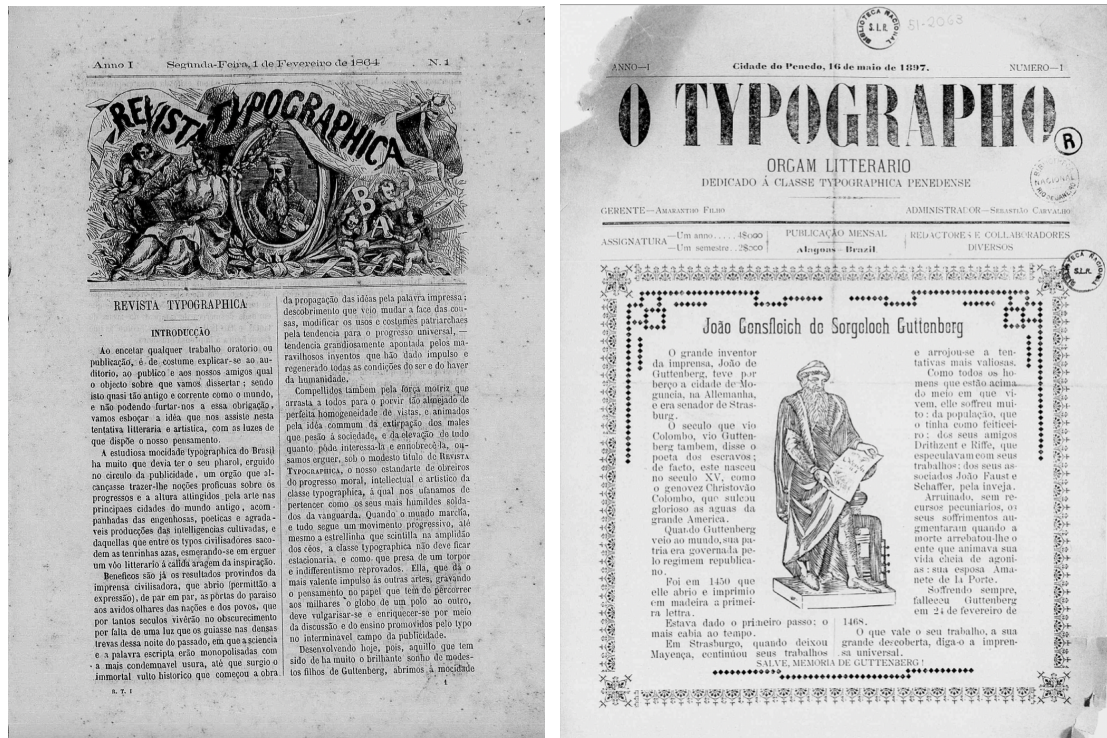 Anno I
Segunda-Feira, 1 de Fevereiro de 1864
N. 1
REVISTA TYPOGRAPHICA
B
A
REVISTA TYPOGRAPHICA
INTRODUCÇÃO
Ao encetar qualquer trabalho oratorio ou
publicação, é de costume explicar-se ao au-
ditorio, ao publico e aos nossos amigos qual
o objecto sobre que vamos dissertar ; sendo
isto quasi tão antigo e corrente como o mundo,
e não podendo furtar-nos a essa obrigação,
vamos esboçar a idéa que nos assiste nesta
tentativa litteraria e artistica, com as luzes de
que dispõe o nosso pensamento.
A estudiosa mocidade typographica do Brasil
ha muito que devia ter o seu pharol, erguido
no circulo da publicidade, um orgão que al-
cançasse trazer-lhe noções proficuas sobre os
progressos e a altura attingidos pela arte nas
principaes cidades do mundo antigo, acom-
panhadas das engenhosas, poeticas e agrada-
veis producções das intelligencias cultivadas, e
daquellas que entre os typos civilisadores saco-
dem as tenrinhas azas, esmerando-se em erguer
um vôo litterario á cálida aragem da inspiração.
Beneficos são já os resultados provindos da
imprensa civilisadora, que abrio (permittão a
expressão), de par em par, as portas do paraiso
aos avidos olhares das nações e dos povos, que
por tantos seculos vivêrão no obscurecimento
por falta de uma luz que os guiasse nas densas
trevas dessa noite do passado, em que a sciencia
e a palavra escripta erão monopolisadas com
a mais condemnavel usura, até que surgio o
immortal vulto historico que começou a obra
R. T. 1
da propagação das idéas pela palavra impressa ;
descobrimento que veio mudar a face das cou-
sas, modificar os usos e costumes patriarchaes
pela tendencia para o progresso universal, —
tendencia grandiosamente apontada pelos ma-
ravilhosos inventos que hão dado impulso e
regenerado todas as condições do ser e do haver
da humanidade.
Compellidos tambem pela força motriz que
arrasta a todos para o porvir tão almejado de
perfeita homogeneidade de vistas, e animados
pela idéa commum da extirpação dos males
que pesão á sociedade, e da elevação de tudo
quanto póde interessa-la e ennobrecê-la, ou-
samos erguer, sob o modesto titulo de REVISTA
TYPOGRAPHICA, o nosso estandarte de obreiros
do progresso moral, intellectual e artistico da
classe typographica, á qual nos ufanamos de
pertencer como os seus mais humildes solda-
dos da vanguarda. Quando o mundo marcha,
e tudo segue um movimento progressivo, até
mesmo a estrellinha que scintilla na amplidão
dos céos, a classe typographica não deve ficar
estacionaria, e como que presa de um torpor
e indifferentismo reprovados. Ella, que dá o
mais valente impulso ás outras artes, gravando
o pensamento no papel que tem de percorrer
aos milhares o globo de um polo ao outro,
deve vulgarisar-se e enriquecer-se por meio
da discussão e do ensino promovidos pelo typo
no interminavel campo da publicidade.
Desenvolvendo hoje, pois, aquillo que tem
sido de ha muito o brilhante sonho de modes-
tos filhos de Guttenberg, abrimos á mocidade
1
BIBLIOTECA NACIONAL
S.I.R.
51-2063
ANNO—I
Cidade do Penedo, 16 de maio de 1897.
NUMERO—1
O TYPOGRAPHO
R
ORGAM LITTERARIO
DEDICADO Á CLASSE TYPOGRAPHICA PENEDENSE
NACIONAL
RIO DE JANEIRO
GERENTE—AMARANTHO FILHO
ADMINISTRADOR—SEBASTIÃO CARVALHO
ASSIGNATURA
—Um anno..... 4$000
—Um semestre.. 2$000
PUBLICAÇÃO MENSAL
Alagoas—Brazil
REDACTORES E COLLABORADORES
DIVERSOS
BIBLIOTECA NACIONAL
S.I.R.
João Gensfleich de Sorgeloch Guttenberg
O grande inventor
da imprensa, João de
Guttenberg, teve por
berço a cidade de Mo-
guncia, na Allemanha,
e era senador de Stras-
burg.
O seculo que vio
Colombo, vio Gutten-
berg tambem, disse o
poeta dos escravos ;
de facto, este nasceu
no seculo XV, como
o genovez Christovão
Colombo, que sulcou
glorioso as aguas da
grande America.
Quando Guttenberg
veio ao mundo, sua pa-
tria era governada pe-
lo regimem republica-
no.
Foi em 1450 que
elle abrio e imprimio
em madeira a primei-
ra letra.
Estava dado o primeiro passo; o
mais cabia ao tempo.
Em Strasburgo, quando deixou
Mayença, continuou seus trabalhos
e arrojou-se a ten-
tativas mais valiosas.
Como todos os ho-
mens que estão acima
do meio em que vi-
vem, elle soffreu mui-
to : da população, que
o tinha como feiticei-
ro ; dos seus amigos
Drithzent e Riffe, que
especulavam com seus
trabalhos; dos seus as-
sociados João Faust e
Schaffer, pela inveja.
Arruinado, sem re-
cursos pecuniarios, os
seus soffrimentos au-
gmentaram quando a
morte arrebatou-lhe o
ente que animava sua
vida cheia de agoni-
as : sua esposa Ama-
nete de la Porte.
Soffrendo sempre,
falleceu Guttenberg
em 24 de fevereiro de
1468.
O que vale o seu trabalho, a sua
grande descoberta, diga-o a impren-
sa universal.
SALVE, MEMORIA DE GUTTENBERG !